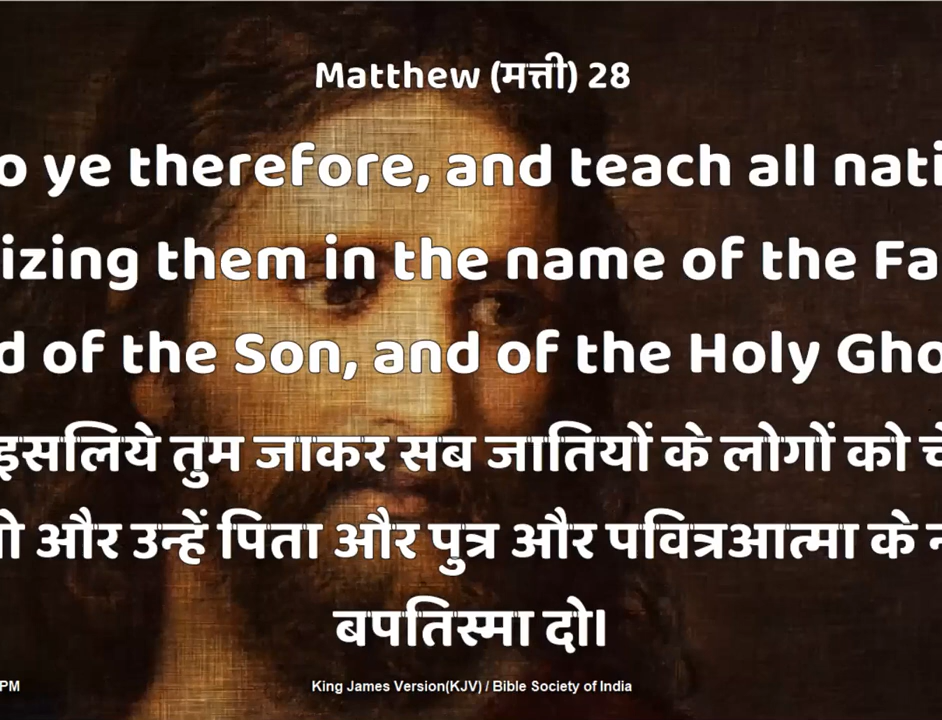 Matthew (मत्ती) 28
o ye therefore, and teach all nati
izing them in the name of the Fa
d of the Son, and of the Holy Gho
इसलिये तुम जाकर सब जातियों के लोगों को चे
ओ और उन्हें पिता और पुत्र और पवित्रआत्मा के न
बपतिस्मा दो।
PM
King James Version(KJV) / Bible Society of India